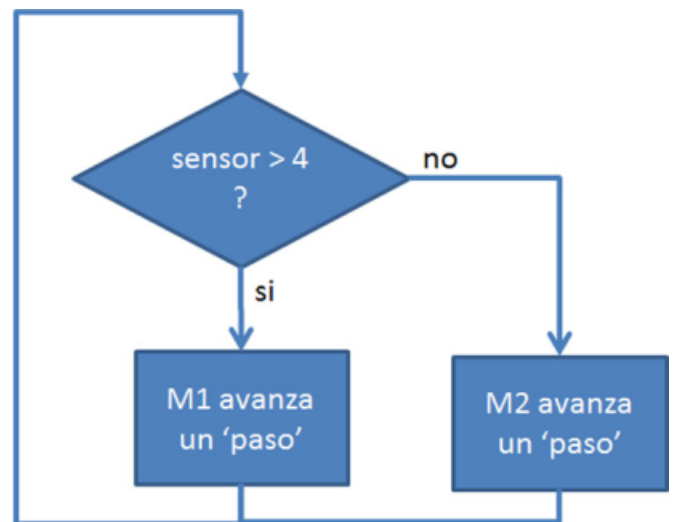 sensor > 4
?
no
si
M1 avanza
un ‘paso’
M2 avanza
un ‘paso’